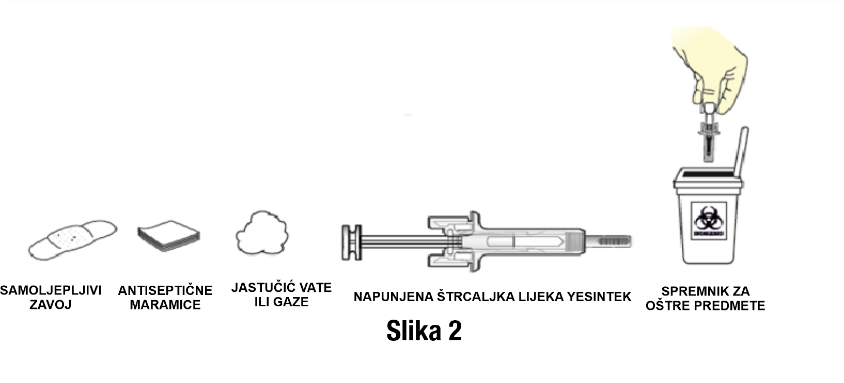 SAMOLJEPLJIVI
ZAVOJ
ANTISEPTIČNE
MARAMICE
JASTUČIĆ VATE
ILI GAZE
NAPUNJENA ŠTRCALJKA LIJEKA YESINTEK
SPREMNIK ZA
OŠTRE PREDMETE
Slika 2